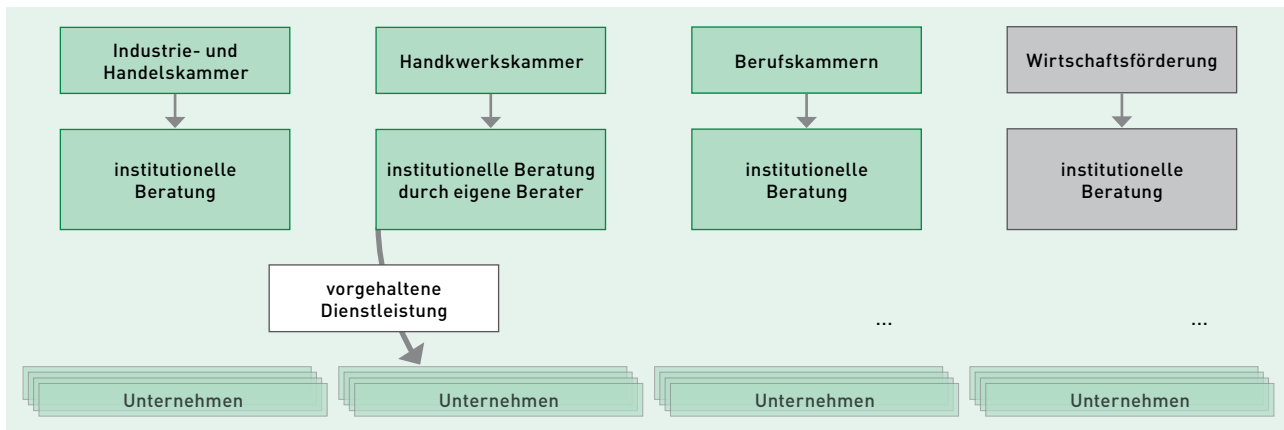 Industrie- und
Handelskammer
Handkwerkskammer
Berufskammern
Wirtschaftsförderung
institutionelle
Beratung
institutionelle Beratung
durch eigene Berater
institutionelle
Beratung
institutionelle
Beratung
vorgehaltene
Dienstleistung
...
...
Unternehmen
Unternehmen
Unternehmen
Unternehmen